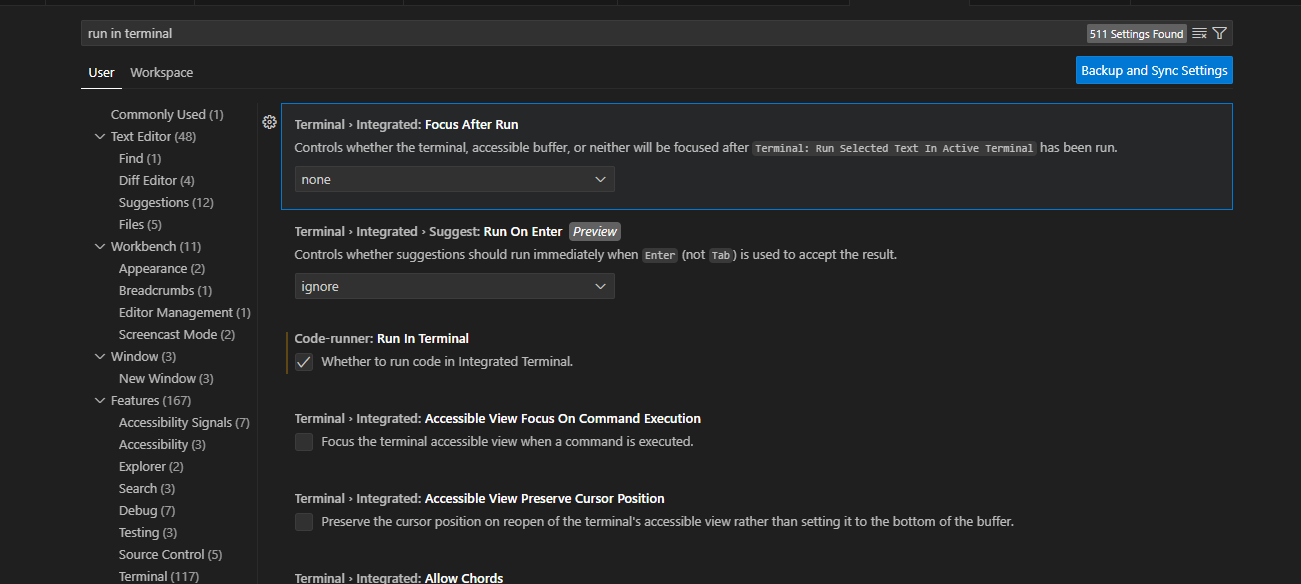 run in terminal
511 Settings Found
User
Workspace
Backup and Sync Settings
Commonly Used (1)
Text Editor (48)
Find (1)
Diff Editor (4)
Suggestions (12)
Files (5)
Workbench (11)
Appearance (2)
Breadcrumbs (1)
Editor Management (1)
Screencast Mode (2)
Window (3)
New Window (3)
Features (167)
Accessibility Signals (7)
Accessibility (3)
Explorer (2)
Search (3)
Debug (7)
Testing (3)
Source Control (5)
Terminal (117)
Terminal › Integrated: Focus After Run
Controls whether the terminal, accessible buffer, or neither will be focused after Terminal: Run Selected Text In Active Terminal has been run.
none
Terminal › Integrated › Suggest: Run On Enter Preview
Controls whether suggestions should run immediately when Enter (not Tab) is used to accept the result.
ignore
Code-runner: Run In Terminal
Whether to run code in Integrated Terminal.
Terminal › Integrated: Accessible View Focus On Command Execution
Focus the terminal accessible view when a command is executed.
Terminal › Integrated: Accessible View Preserve Cursor Position
Preserve the cursor position on reopen of the terminal's accessible view rather than setting it to the bottom of the buffer.
Terminal › Integrated: Allow Chords